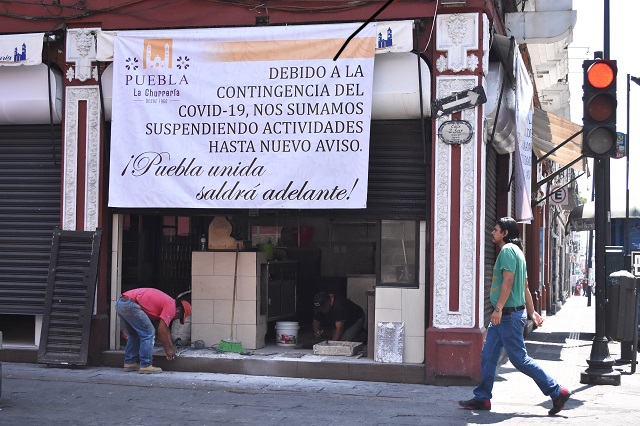 PUEBLA
La Churrería
DEBIDO A LA
CONTINGENCIA DEL
COVID-19, NOS SUMAMOS
SUSPENDIENDO ACTIVIDADES
HASTA NUEVO AVISO.
¡Puebla unida
saldrá adelante!
E